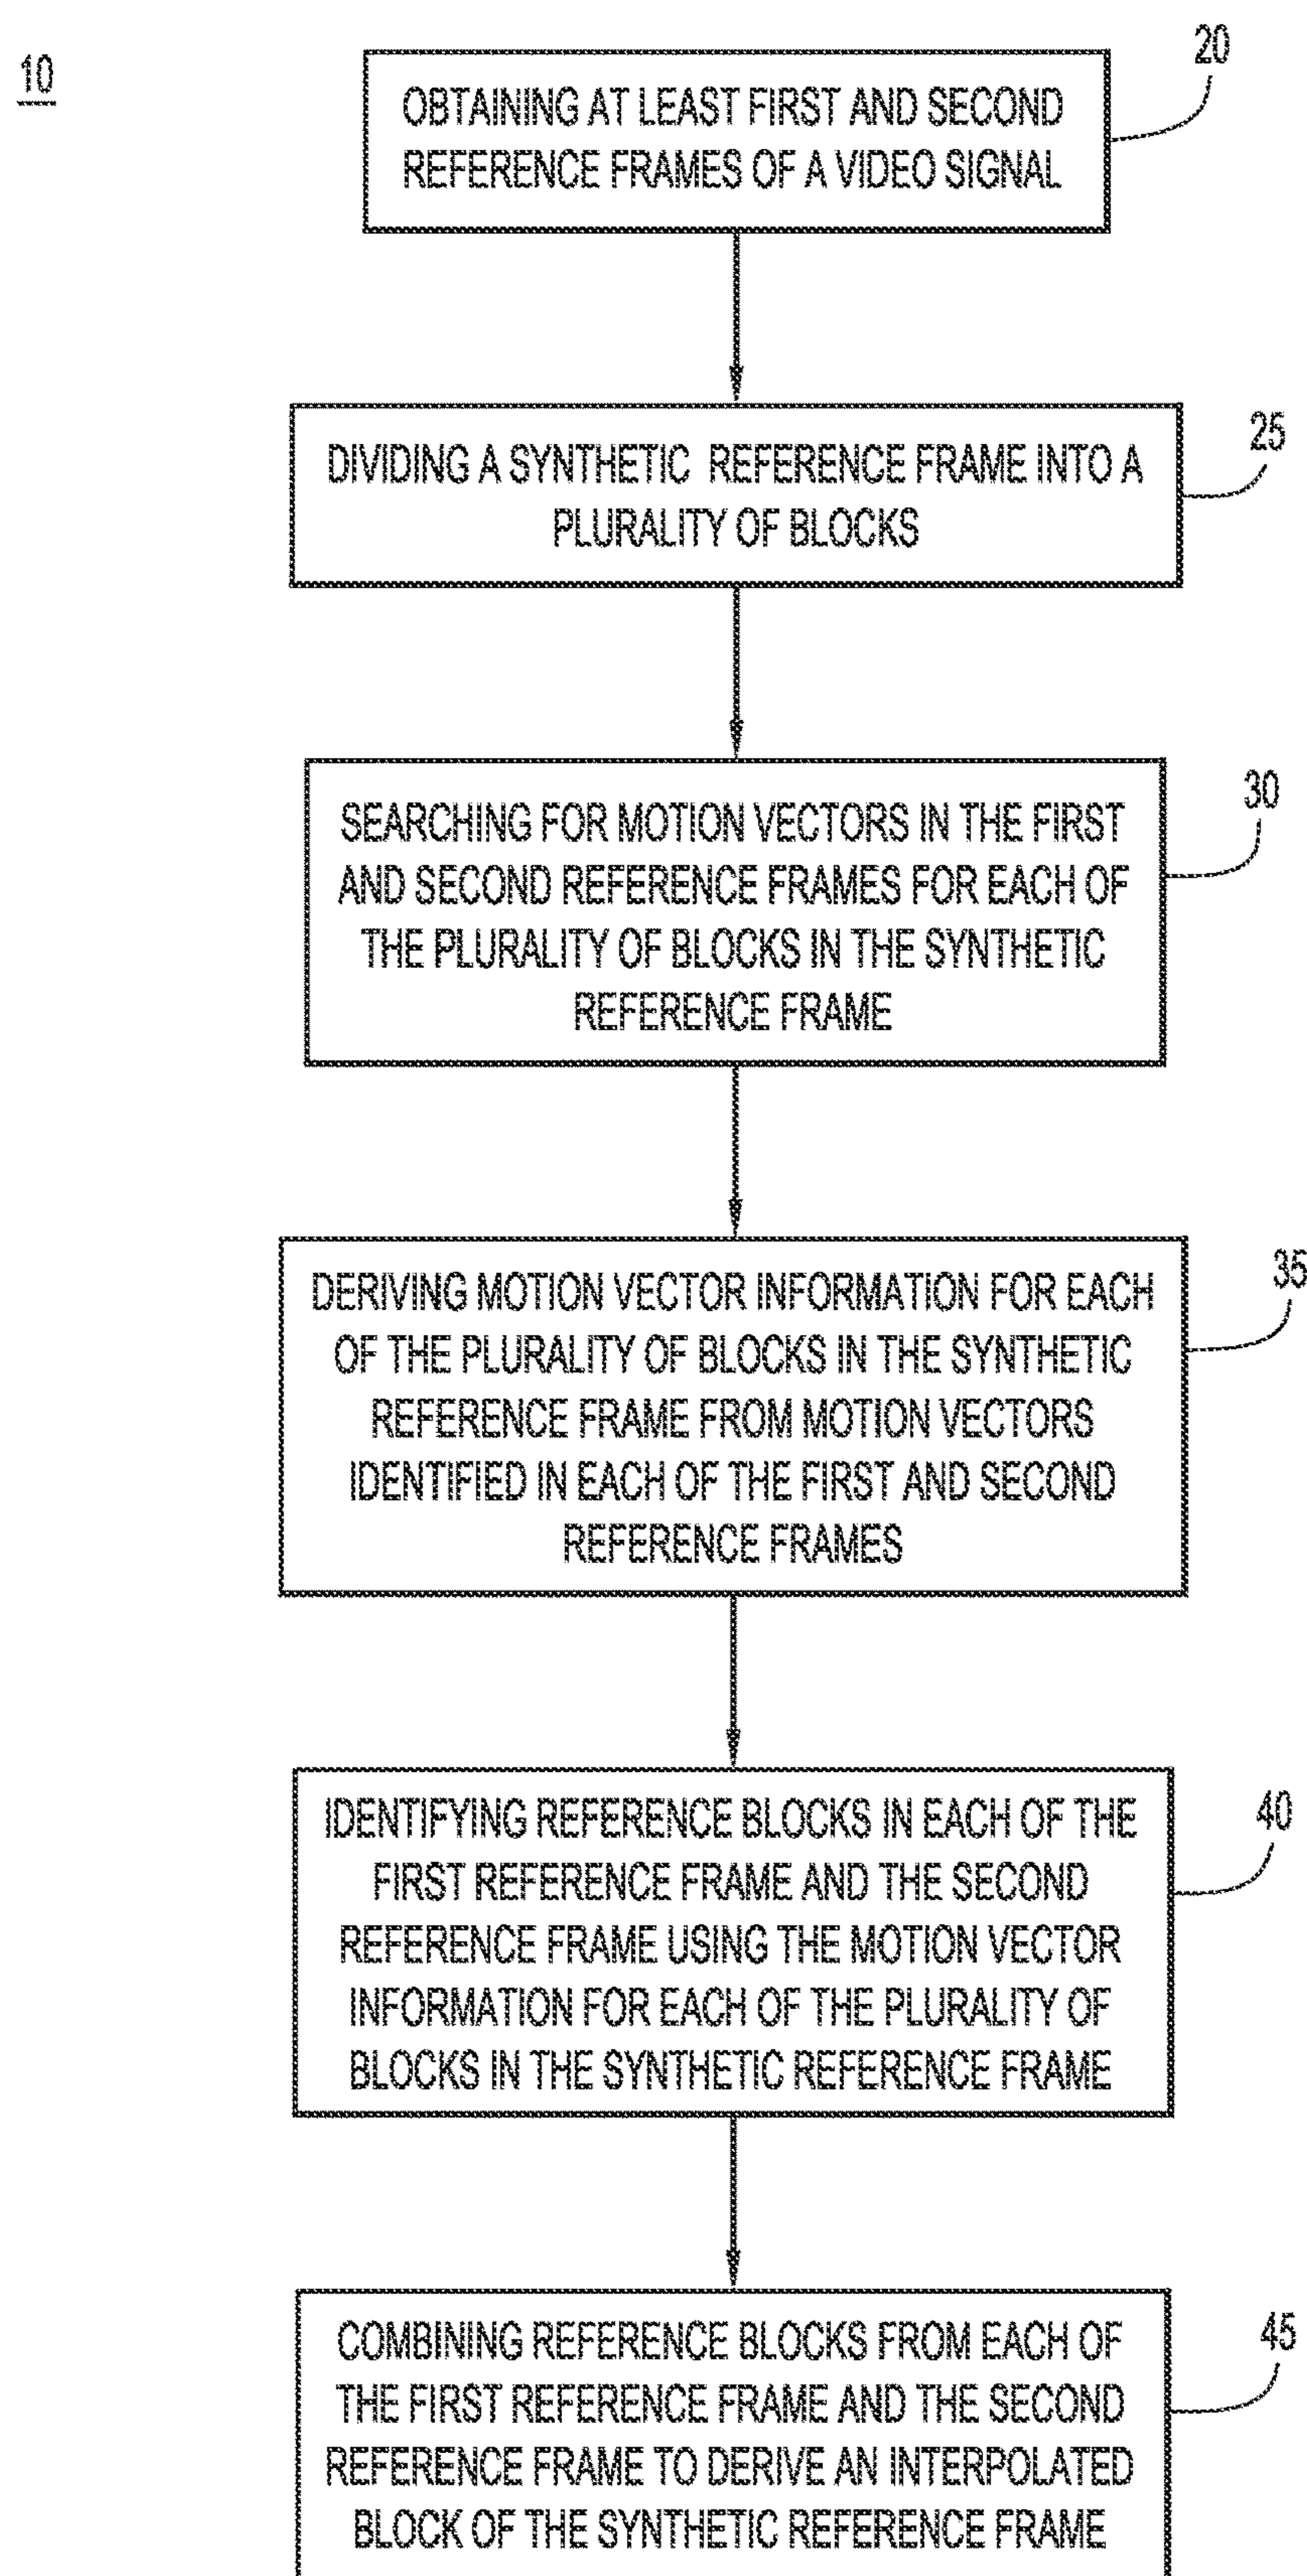 10
20
OBTAINING AT LEAST FIRST AND SECOND
REFERENCE FRAMES OF A VIDEO SIGNAL
25
DIVIDING A SYNTHETIC REFERENCE FRAME INTO A
PLURALITY OF BLOCKS
30
SEARCHING FOR MOTION VECTORS IN THE FIRST
AND SECOND REFERENCE FRAMES FOR EACH OF
THE PLURALITY OF BLOCKS IN THE SYNTHETIC
REFERENCE FRAME
35
DERIVING MOTION VECTOR INFORMATION FOR EACH
OF THE PLURALITY OF BLOCKS IN THE SYNTHETIC
REFERENCE FRAME FROM MOTION VECTORS
IDENTIFIED IN EACH OF THE FIRST AND SECOND
REFERENCE FRAMES
40
IDENTIFYING REFERENCE BLOCKS IN EACH OF THE
FIRST REFERENCE FRAME AND THE SECOND
REFERENCE FRAME USING THE MOTION VECTOR
INFORMATION FOR EACH OF THE PLURALITY OF
BLOCKS IN THE SYNTHETIC REFERENCE FRAME
45
COMBINING REFERENCE BLOCKS FROM EACH OF
THE FIRST REFERENCE FRAME AND THE SECOND
REFERENCE FRAME TO DERIVE AN INTERPOLATED
BLOCK OF THE SYNTHETIC REFERENCE FRAME